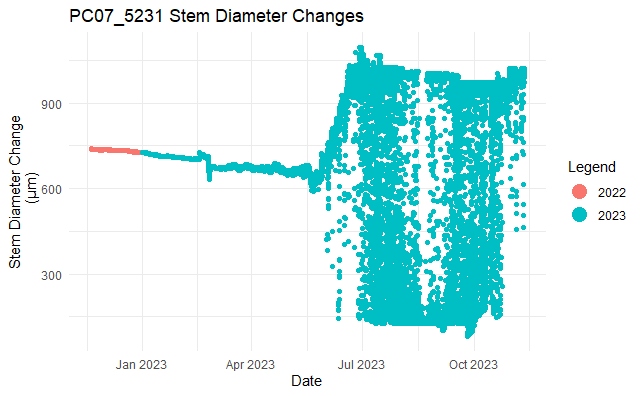 PC07_5231 Stem Diameter Changes
Stem Diameter Change
(μm)
900
600
300
Jan 2023
Apr 2023
Jul 2023
Oct 2023
Date
Legend
2022
2023